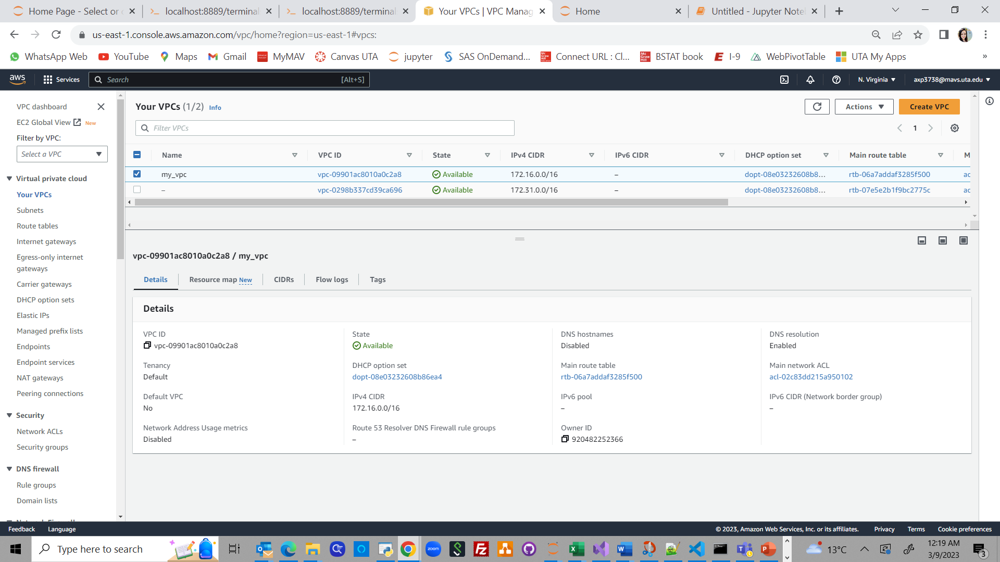 Home Page - Select or c
localhost:8889/terminal
localhost:8889/terminal
Your VPCs | VPC Manag
Home
Untitled - Jupyter Note
us-east-1.console.aws.amazon.com/vpc/home?region=us-east-1#vpcs:
WhatsApp Web
YouTube
Maps
Gmail
MyMAV
Canvas UTA
jupyter
SAS OnDemand...
Connect URL : Cl...
BSTAT book
I-9
WebPivotTable
UTA My Apps
»
aws
Services
Search
[Alt+S]
N. Virginia
axp3738@mavs.uta.edu
VPC dashboard
EC2 Global View New
Filter by VPC:
Select a VPC
Virtual private cloud
Your VPCs
Subnets
Route tables
Internet gateways
Egress-only internet
gateways
Carrier gateways
DHCP option sets
Elastic IPs
Managed prefix lists
Endpoints
Endpoint services
NAT gateways
Peering connections
Security
Network ACLs
Security groups
DNS firewall
Rule groups
Domain lists
Your VPCs (1/2) Info
Actions
Create VPC
Filter VPCs
1
Name VPC ID State IPv4 CIDR IPv6 CIDR DHCP option set Main route table M
my_vpc vpc-09901ac8010a0c2a8 Available 172.16.0.0/16 – dopt-08e03232608b8... rtb-06a7addaf3285f500 ac
– vpc-0298b337cd39ca696 Available 172.31.0.0/16 – dopt-08e03232608b8... rtb-07e5e2b1f9bc2775c ac
vpc-09901ac8010a0c2a8 / my_vpc
Details
Resource map New
CIDRs
Flow logs
Tags
Details
VPC ID
vpc-09901ac8010a0c2a8
State
Available
DNS hostnames
Disabled
DNS resolution
Enabled
Tenancy
Default
DHCP option set
dopt-08e03232608b86ea4
Main route table
rtb-06a7addaf3285f500
Main network ACL
acl-02c83dd215a950102
Default VPC
No
IPv4 CIDR
172.16.0.0/16
IPv6 pool
–
IPv6 CIDR (Network border group)
–
Network Address Usage metrics
Disabled
Route 53 Resolver DNS Firewall rule groups
–
Owner ID
920482252366
Feedback
Language
© 2023, Amazon Web Services, Inc. or its affiliates.
Privacy
Terms
Cookie preferences
Type here to search
zoom
13°C
12:19 AM
3/9/2023
3